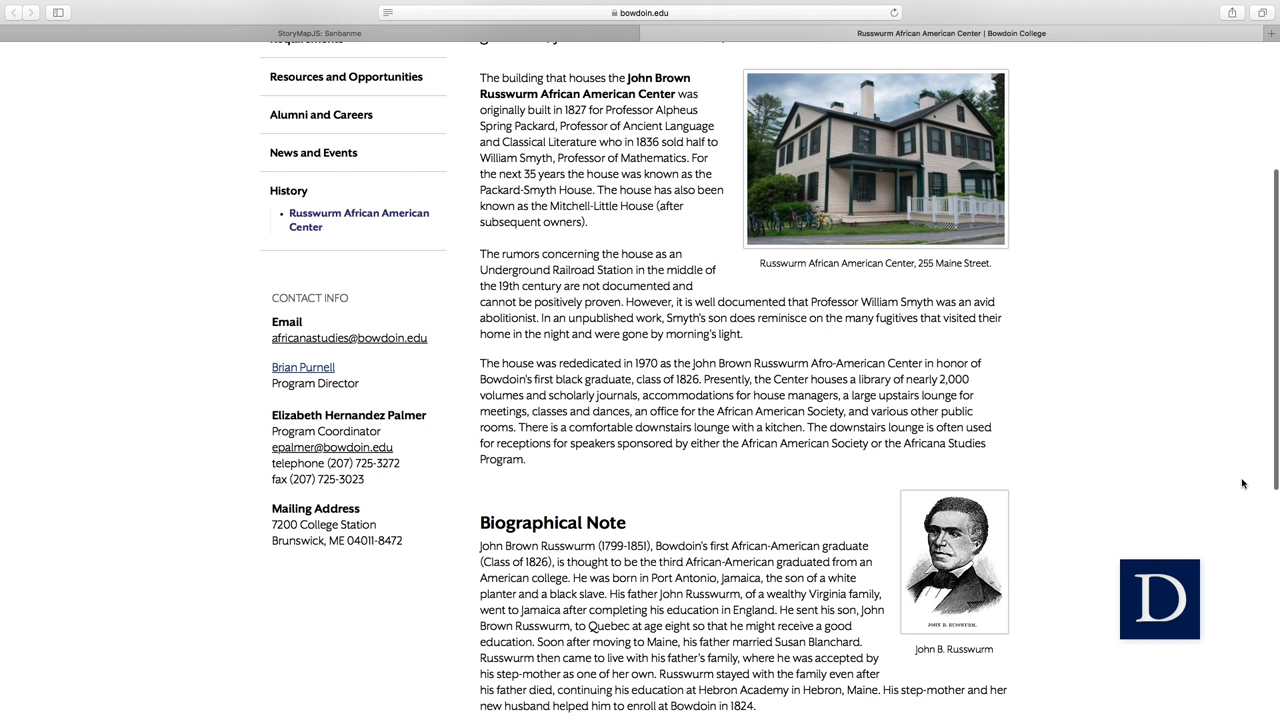 bowdoin.edu
StoryMapJS: Sanbanme
Russwurm African American Center | Bowdoin College
Resources and Opportunities
Alumni and Careers
News and Events
History
• Russwurm African American
Center
CONTACT INFO
Email
africanastudies@bowdoin.edu
Brian Purnell
Program Director
Elizabeth Hernandez Palmer
Program Coordinator
epalmer@bowdoin.edu
telephone (207) 725-3272
fax (207) 725-3023
Mailing Address
7200 College Station
Brunswick, ME 04011-8472
The building that houses the John Brown
Russwurm African American Center was
originally built in 1827 for Professor Alpheus
Spring Packard, Professor of Ancient Language
and Classical Literature who in 1836 sold half to
William Smyth, Professor of Mathematics. For
the next 35 years the house was known as the
Packard-Smyth House. The house has also been
known as the Mitchell-Little House (after
subsequent owners).
Russwurm African American Center, 255 Maine Street.
The rumors concerning the house as an
Underground Railroad Station in the middle of
the 19th century are not documented and
cannot be positively proven. However, it is well documented that Professor William Smyth was an avid
abolitionist. In an unpublished work, Smyth's son does reminisce on the many fugitives that visited their
home in the night and were gone by morning's light.
The house was rededicated in 1970 as the John Brown Russwurm Afro-American Center in honor of
Bowdoin's first black graduate, class of 1826. Presently, the Center houses a library of nearly 2,000
volumes and scholarly journals, accommodations for house managers, a large upstairs lounge for
meetings, classes and dances, an office for the African American Society, and various other public
rooms. There is a comfortable downstairs lounge with a kitchen. The downstairs lounge is often used
for receptions for speakers sponsored by either the African American Society or the Africana Studies
Program.
Biographical Note
John Brown Russwurm (1799-1851), Bowdoin's first African-American graduate
(Class of 1826), is thought to be the third African-American graduated from an
American college. He was born in Port Antonio, Jamaica, the son of a white
planter and a black slave. His father John Russwurm, of a wealthy Virginia family,
went to Jamaica after completing his education in England. He sent his son, John
Brown Russwurm, to Quebec at age eight so that he might receive a good
education. Soon after moving to Maine, his father married Susan Blanchard.
Russwurm then came to live with his father's family, where he was accepted by
his step-mother as one of her own. Russwurm stayed with the family even after
his father died, continuing his education at Hebron Academy in Hebron, Maine. His step-mother and her
new husband helped him to enroll at Bowdoin in 1824.
JOHN B. RUSSWURM.
John B. Russwurm
D